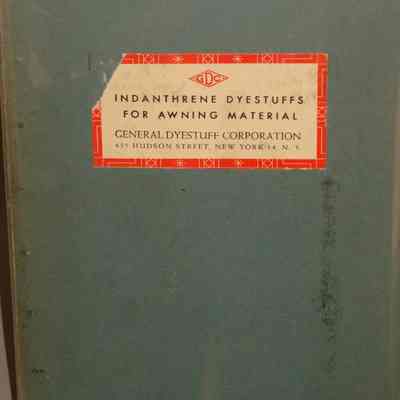 GDC
INDANTHRENE DYESTUFFS
FOR AWNING MATERIAL
GENERAL DYESTUFF CORPORATION
435 HUDSON STREET, NEW YORK 14, N. Y.